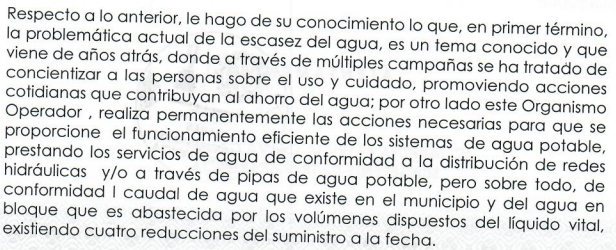 Respecto a lo anterior, le hago de su conocimiento lo que, en primer término,
la problemática actual de la escasez del agua, es un tema conocido y que
viene de años atrás, donde a través de múltiples campañas se ha tratado de
concientizar a las personas sobre el uso y cuidado, promoviendo acciones
cotidianas que contribuyan al ahorro del agua; por otro lado este Organismo
Operador , realiza permanentemente las acciones necesarias para que se
proporcione el funcionamiento eficiente de los sistemas de agua potable,
prestando los servicios de agua de conformidad a la distribución de redes
hidráulicas y/o a través de pipas de agua potable, pero sobre todo, de
conformidad l caudal de agua que existe en el municipio y del agua en
bloque que es abastecida por los volúmenes dispuestos del líquido vital,
existiendo cuatro reducciones del suministro a la fecha.